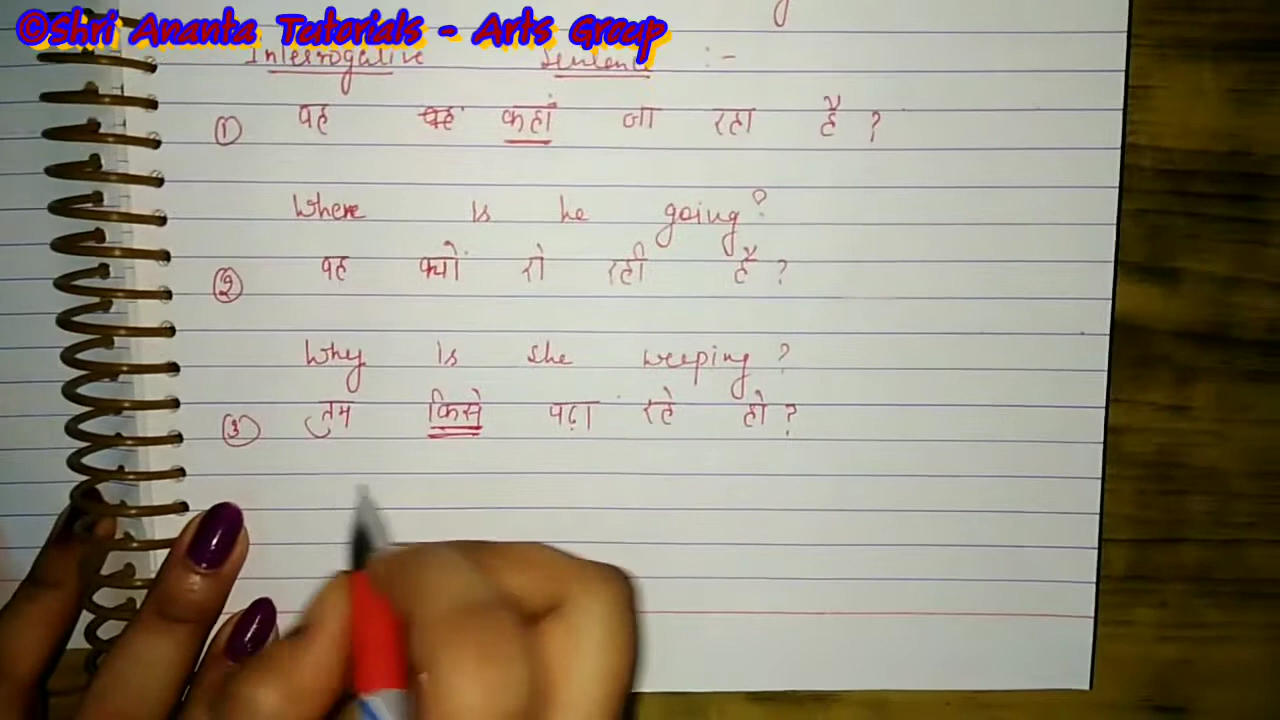 ©Shri Ananta Tutorials - Arts Group
Interrogative Sentence :-
① वह कहां जा रहा है ?
Where is he going?
② वह क्यों रो रही है ?
Why is she weeping ?
③ तुम किसे पढ़ा रहे हो ?